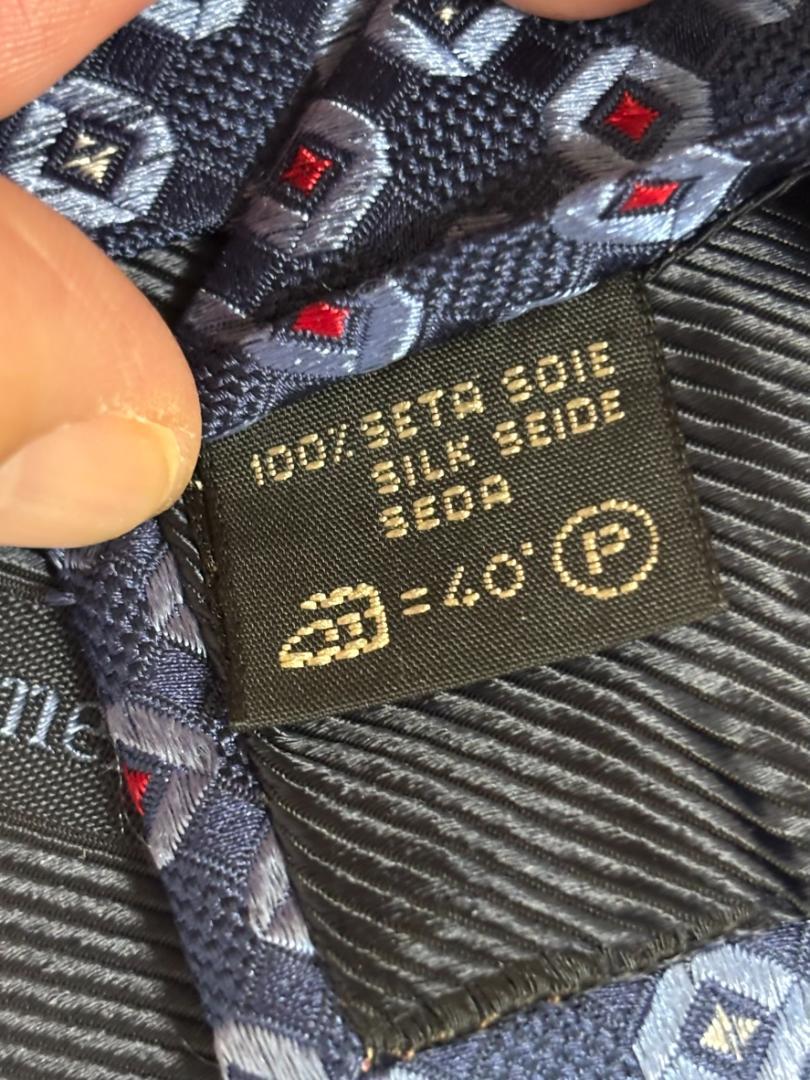 100% SETA SOIE
SILK SEIDE
SEDA
= 40° P